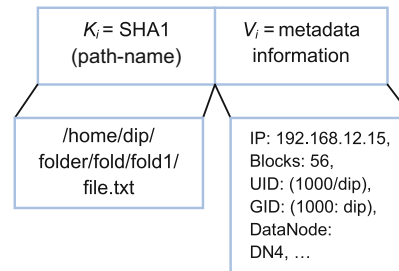 Kᵢ = SHA1
(path-name)
Vᵢ = metadata
information
/home/dip/
folder/fold/fold1/
file.txt
IP: 192.168.12.15,
Blocks: 56,
UID: (1000/dip),
GID: (1000: dip),
DataNode:
DN4, ...